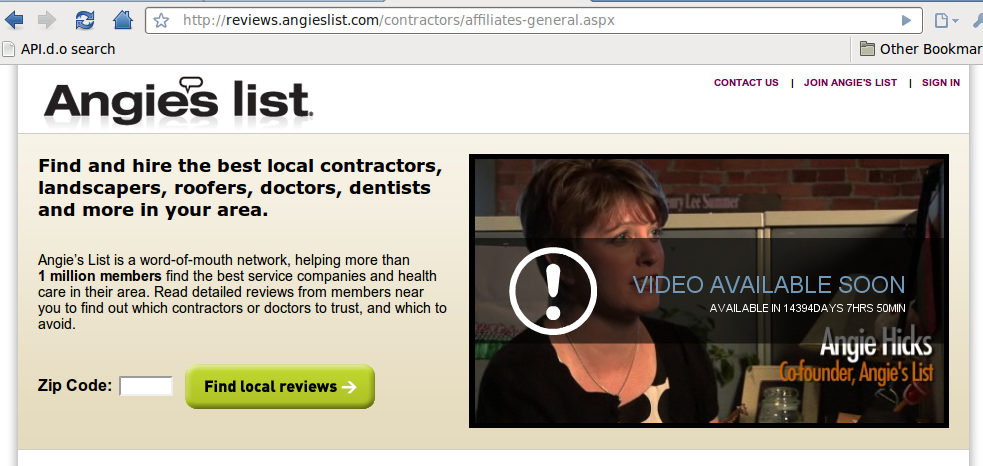 http://reviews.angieslist.com/contractors/affiliates-general.aspx
API.d.o search
Other Bookmar
Angie's list.
CONTACT US | JOIN ANGIE'S LIST | SIGN IN
Find and hire the best local contractors,
landscapers, roofers, doctors, dentists
and more in your area.
Angie's List is a word-of-mouth network, helping more than
1 million members find the best service companies and health
care in their area. Read detailed reviews from members near
you to find out which contractors or doctors to trust, and which to
avoid.
Zip Code:
Find local reviews →
enry Lee Summer
VIDEO AVAILABLE SOON
AVAILABLE IN 14394DAYS 7HRS 50MIN
Angie Hicks
Co-founder, Angie's List